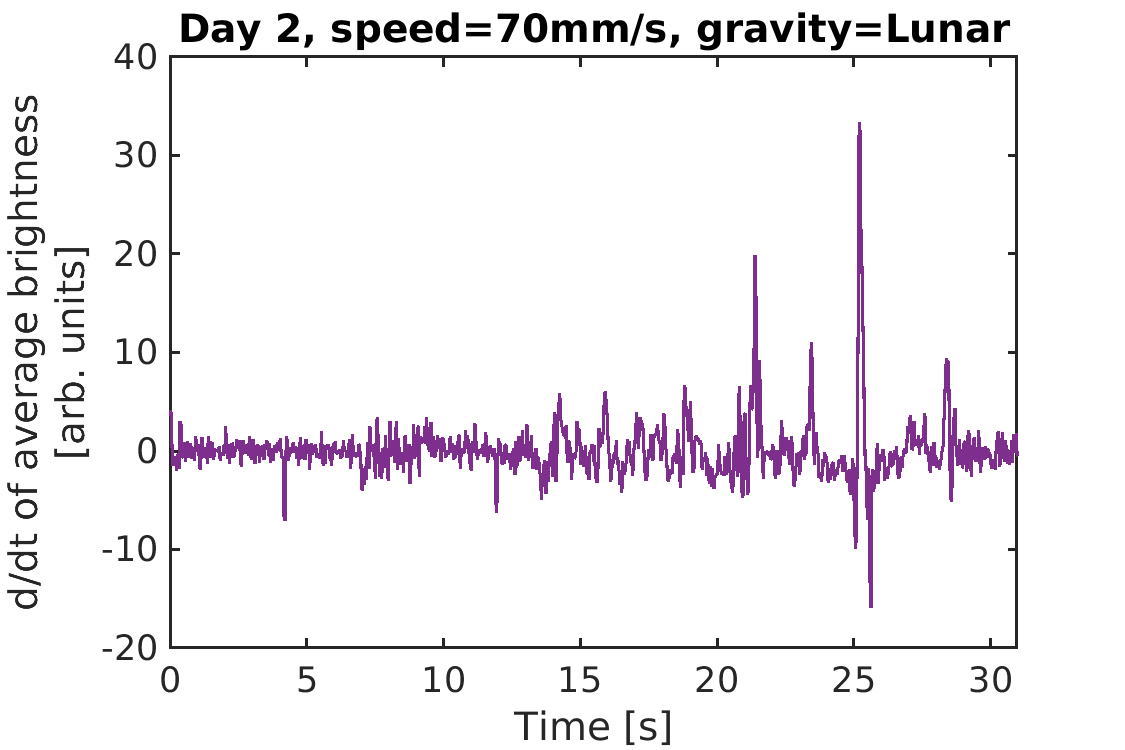 Day 2, speed=70mm/s, gravity=Lunar
d/dt of average brightness
[arb. units]
40
30
20
10
0
-10
-20
0 5 10 15 20 25 30
Time [s]